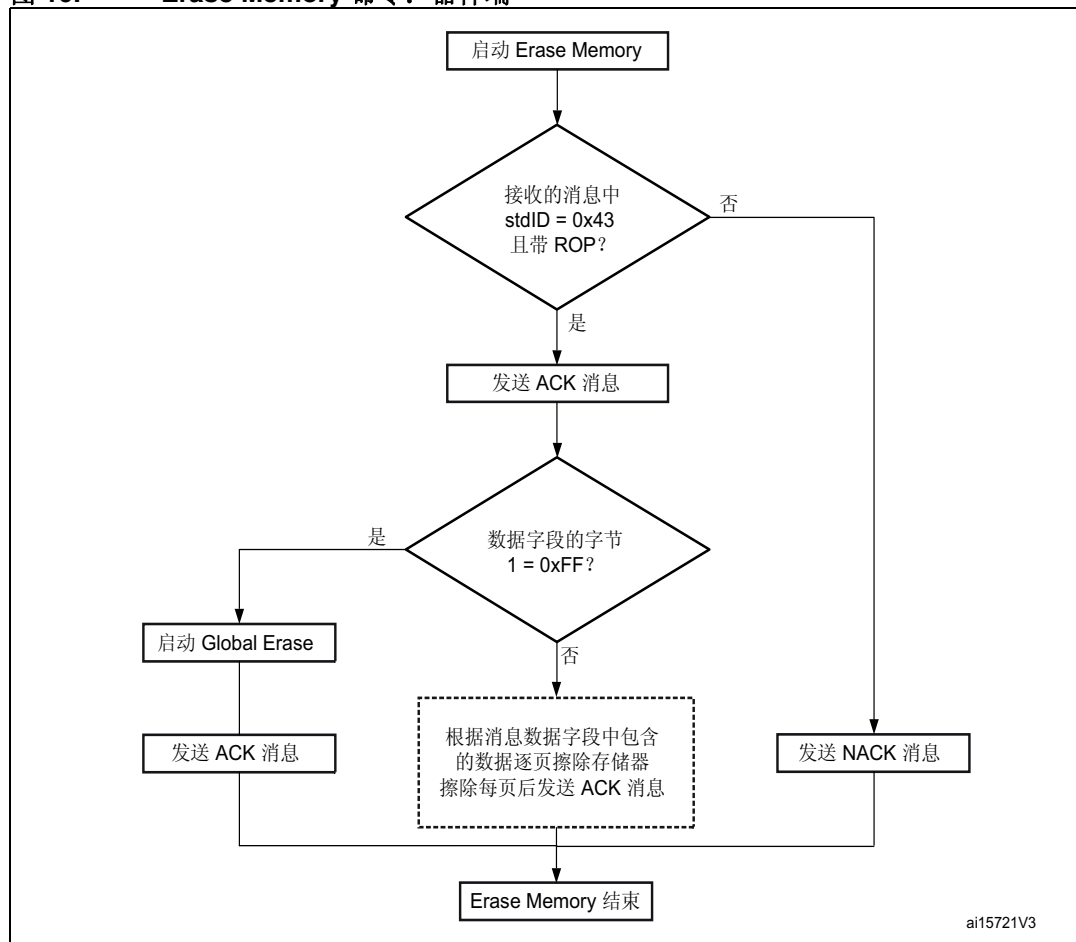 启动 Erase Memory
接收的消息中
stdID = 0x43
且带 ROP？
否
是
发送 ACK 消息
数据字段的字节
1 = 0xFF？
是
启动 Global Erase
否
根据消息数据字段中包含
的数据逐页擦除存储器
擦除每页后发送 ACK 消息
发送 ACK 消息
发送 NACK 消息
Erase Memory 结束
ai15721V3